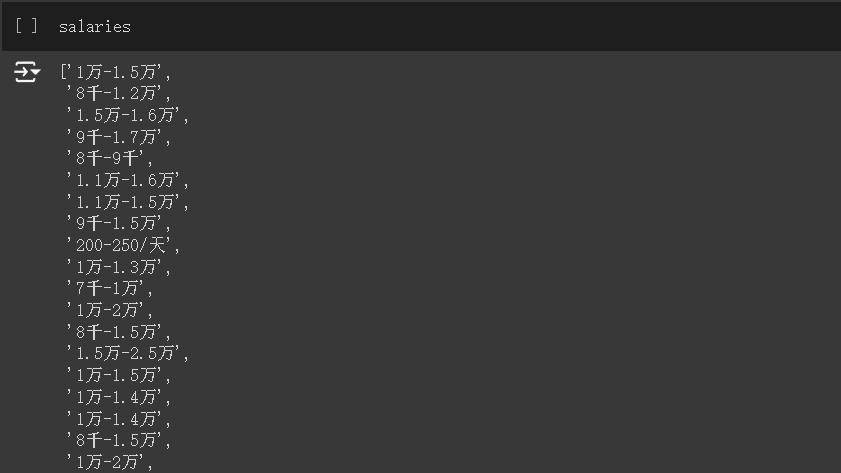 [ ] salaries
['1万-1.5万',
'8千-1.2万',
'1.5万-1.6万',
'9千-1.7万',
'8千-9千',
'1.1万-1.6万',
'1.1万-1.5万',
'9千-1.5万',
'200-250/天',
'1万-1.3万',
'7千-1万',
'1万-2万',
'8千-1.5万',
'1.5万-2.5万',
'1万-1.5万',
'1万-1.4万',
'1万-1.4万',
'8千-1.5万',
'1万-2万',